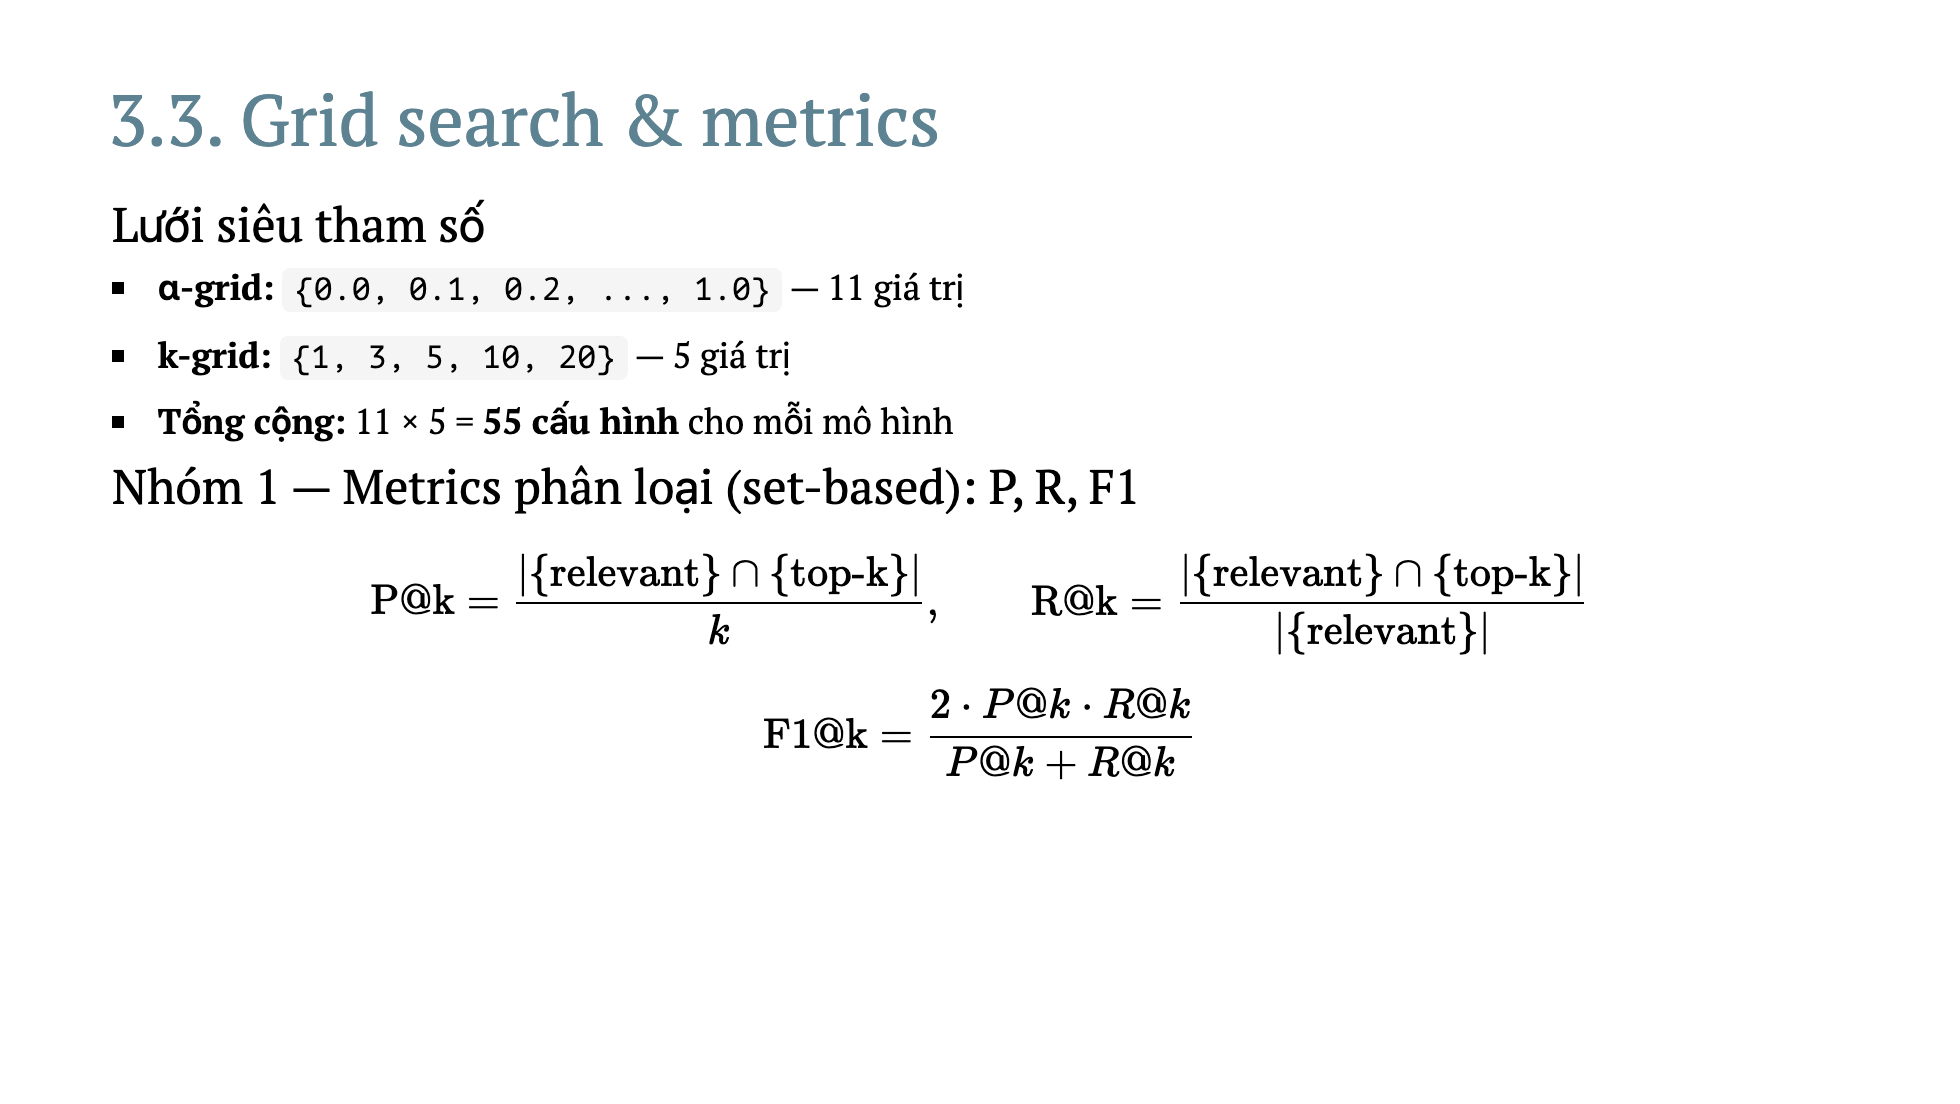 3.3. Grid search & metrics
Lưới siêu tham số
▪ α-grid: {0.0, 0.1, 0.2, ..., 1.0} — 11 giá trị
▪ k-grid: {1, 3, 5, 10, 20} — 5 giá trị
▪ Tổng cộng: 11 × 5 = 55 cấu hình cho mỗi mô hình
Nhóm 1 — Metrics phân loại (set-based): P, R, F1
P@k = |{relevant} ∩ {top-k}| / k, R@k = |{relevant} ∩ {top-k}| / |{relevant}|
F1@k = 2 · P@k · R@k / P@k + R@k